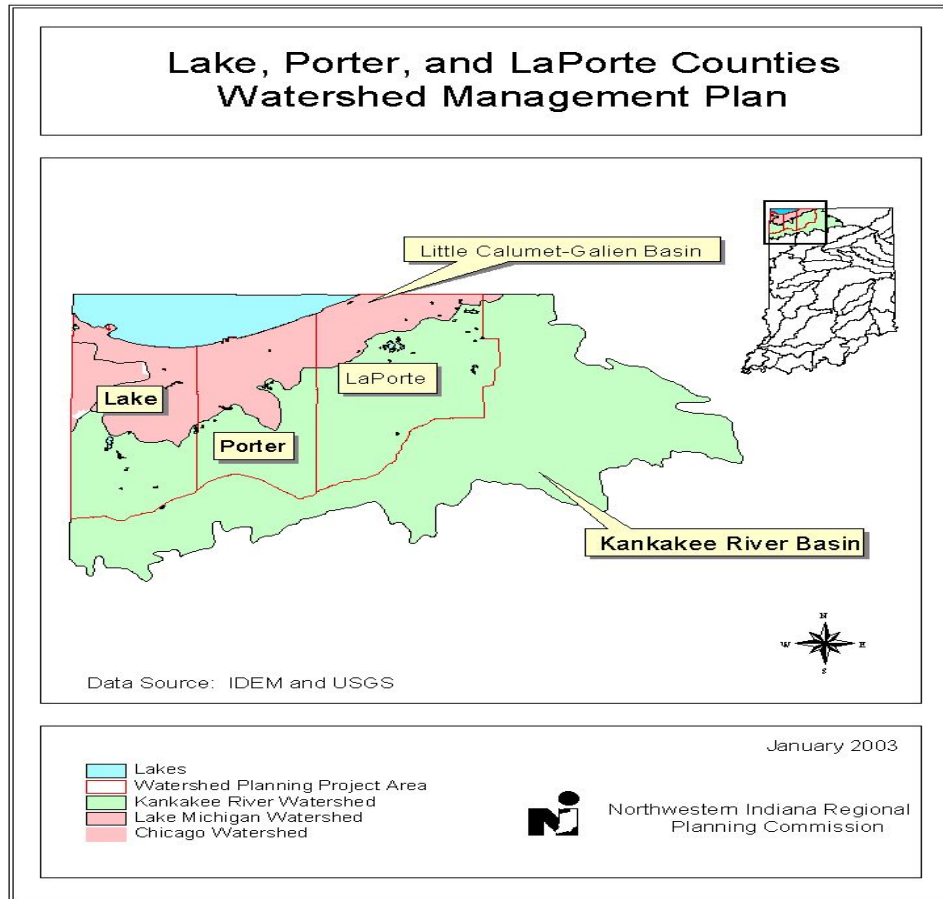 Lake, Porter, and LaPorte Counties
Watershed Management Plan
Little Calumet-Galien Basin
LaPorte
Lake
Porter
Kankakee River Basin
N
W
E
S
Data Source: IDEM and USGS
January 2003
Lakes
Watershed Planning Project Area
Kankakee River Watershed
Lake Michigan Watershed
Chicago Watershed
Northwestern Indiana Regional
Planning Commission